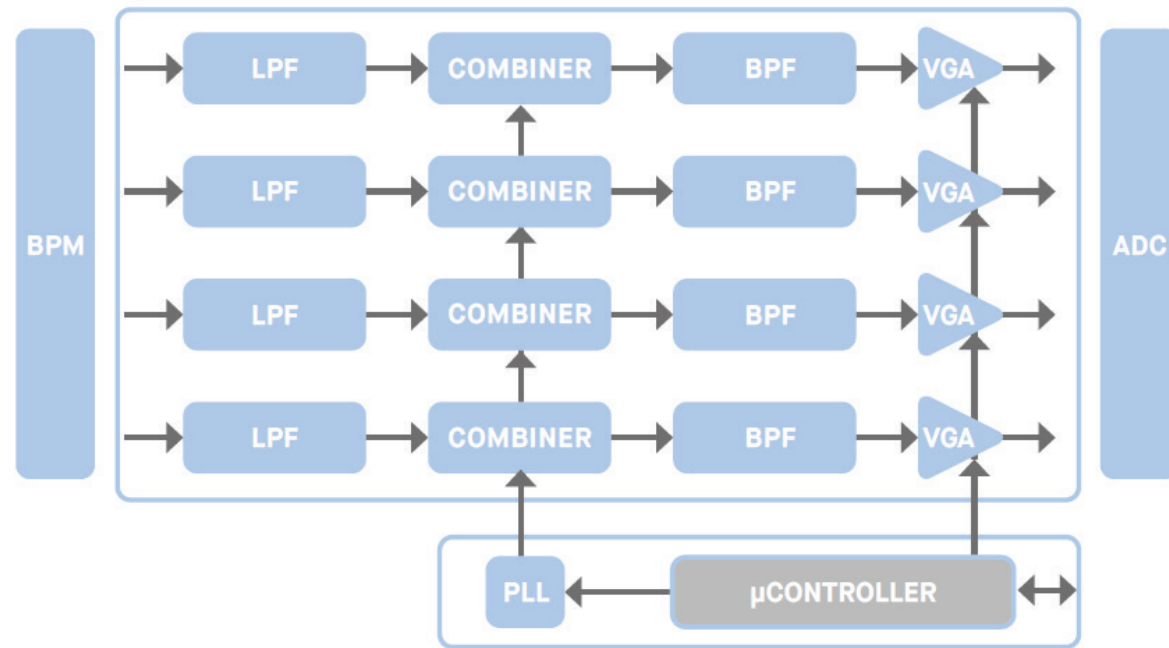 LPF
COMBINER
BPF
VGA
LPF
COMBINER
BPF
VGA
BPM
ADC
LPF
COMBINER
BPF
VGA
LPF
COMBINER
BPF
VGA
PLL
µCONTROLLER